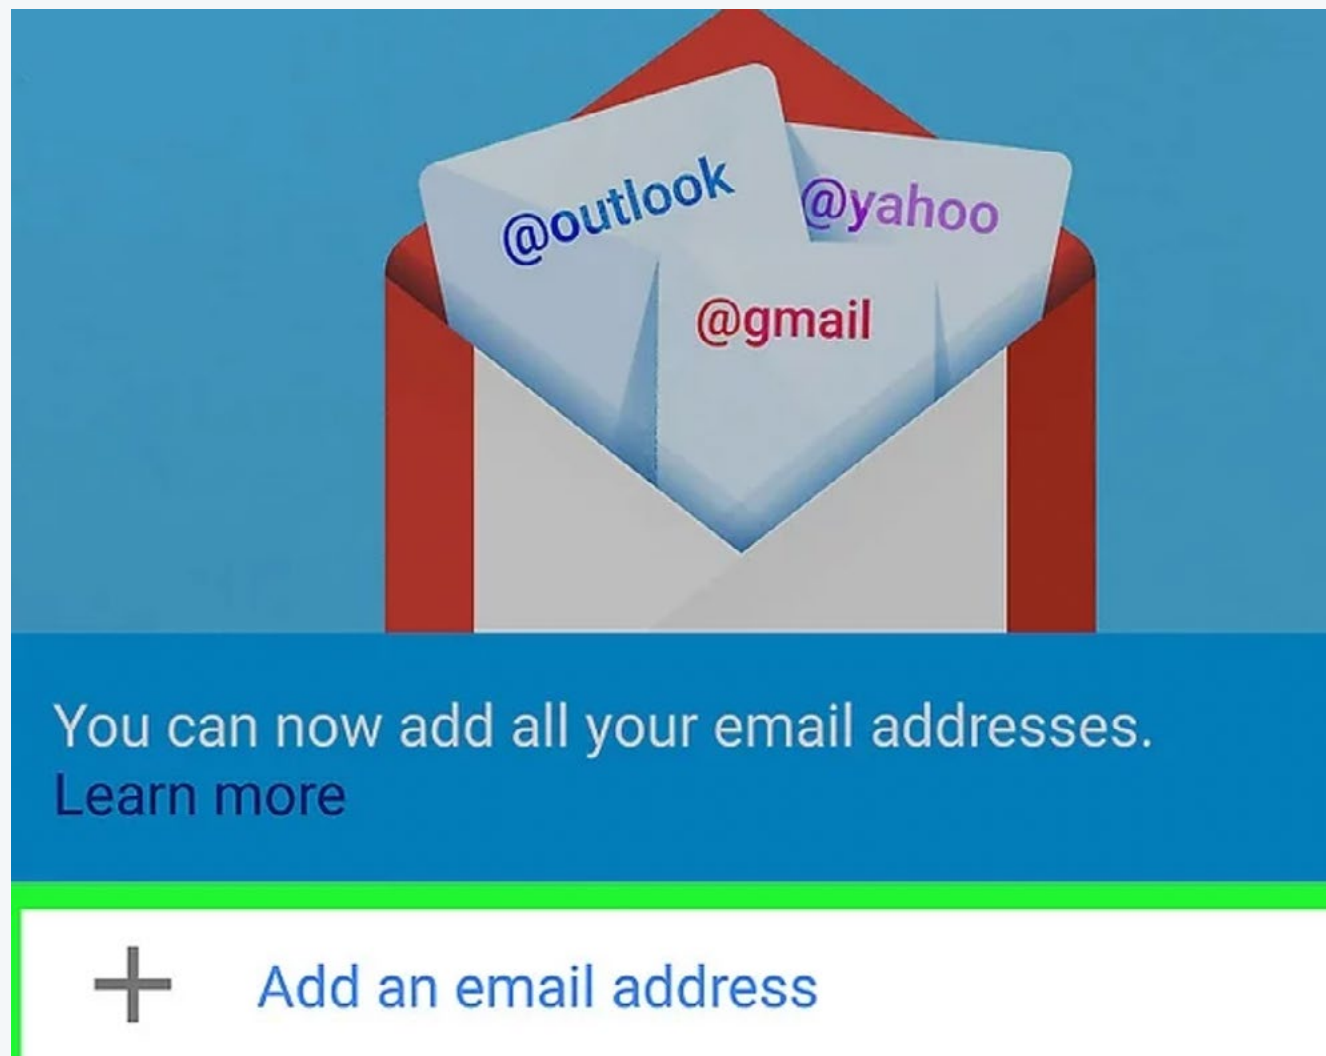 @outlook
@yahoo
@gmail
You can now add all your email addresses.
Learn more
Add an email address